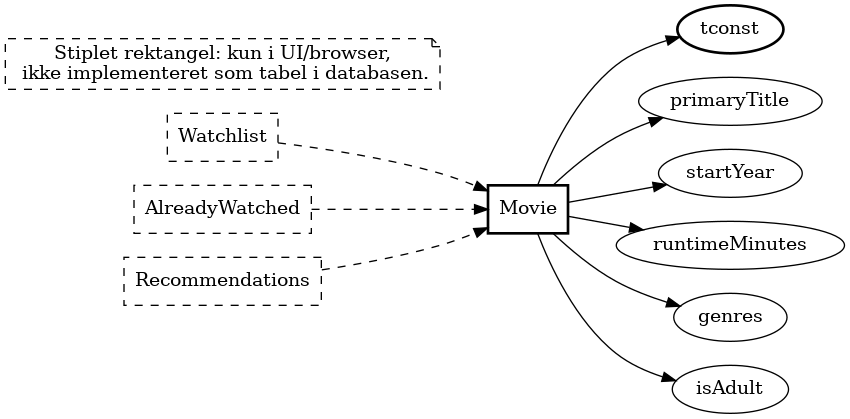 Stiplet rektangel: kun i UI/browser,
ikke implementeret som tabel i databasen.
Watchlist
AlreadyWatched
Recommendations
Movie
tconst
primaryTitle
startYear
runtimeMinutes
genres
isAdult